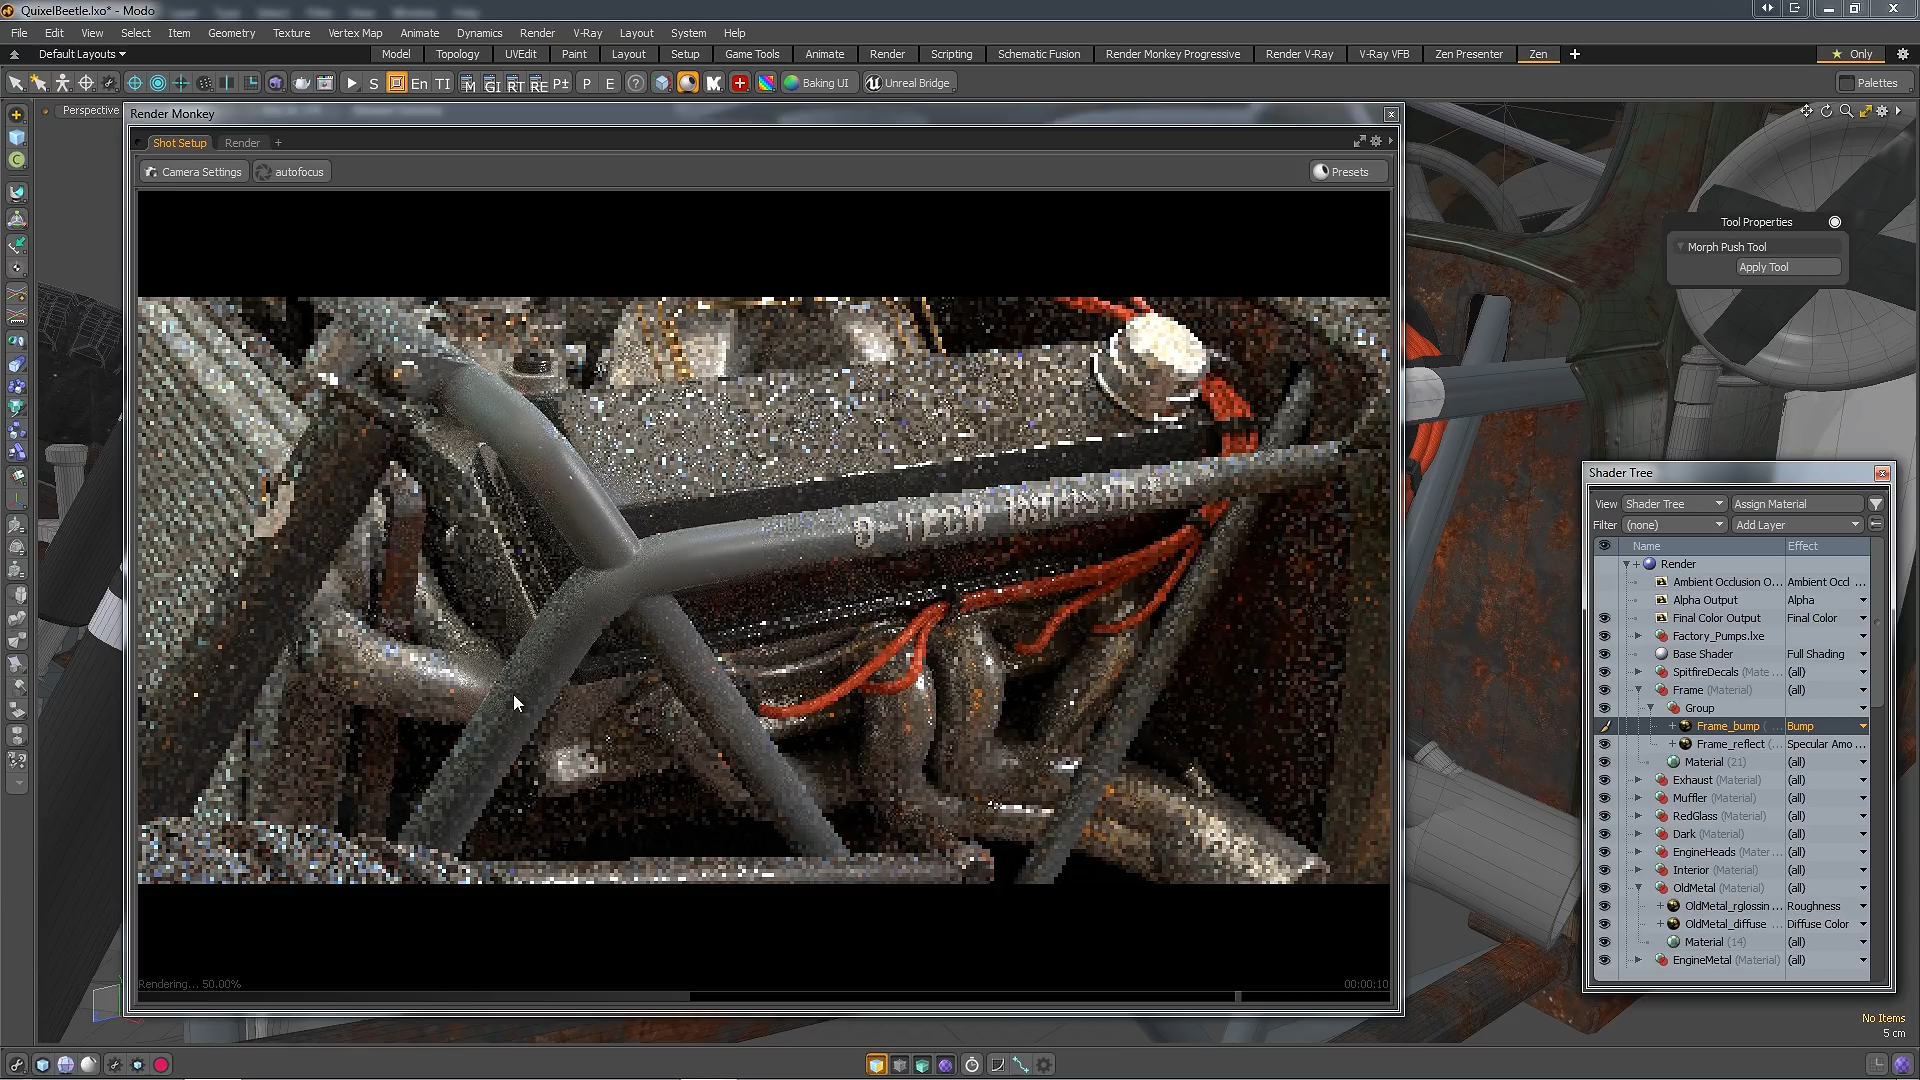 QuixelBeetle.lxo* - Modo
File Edit View Select Item Geometry Texture Vertex Map Animate Dynamics Render V-Ray Layout System Help
Default Layouts Model Topology UVEdit Paint Layout Setup Game Tools Animate Render Scripting Schematic Fusion Render Monkey Progressive Render V-Ray V-Ray VFB Zen Presenter Zen Only
S En TI M GI RT RE P± P E ? Baking UI Unreal Bridge Palettes
Perspective
Render Monkey
Shot Setup Render +
Camera Settings autofocus Presets
Tool Properties
Morph Push Tool
Apply Tool
Shader Tree
View Shader Tree Assign Material
Filter (none) Add Layer
Name Effect
Render
Ambient Occlusion O... Ambient Occl ...
Alpha Output Alpha
Final Color Output Final Color
Factory_Pumps.lxe
Base Shader Full Shading
SpitfireDecals (Mate ... (all)
Frame (Material) (all)
Group
Frame_bump ( ... Bump
Frame_reflect (... Specular Amo ...
Material (21) (all)
Exhaust (Material) (all)
Muffler (Material) (all)
RedGlass (Material) (all)
Dark (Material) (all)
EngineHeads (Mater ... (all)
Interior (Material) (all)
OldMetal (Material) (all)
OldMetal_rglossin ... Roughness
OldMetal_diffuse ... Diffuse Color
Material (14) (all)
EngineMetal (Material) (all)
Rendering... 50.00% 00:00:10
No Items
5 cm